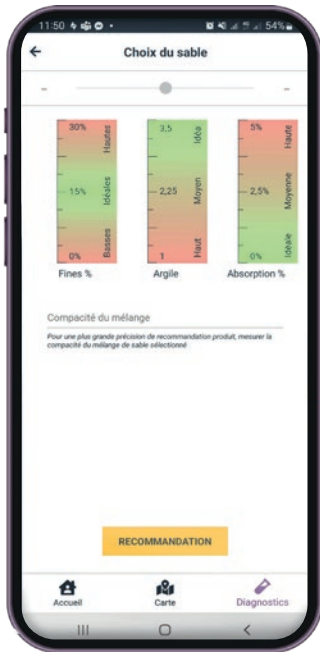 11:50
54%
Choix du sable
- -
30% Hautes
15% Idéales
0% Basses
Fines %
3,5 Idéa
2,25 Moyen
1 Haut
Argile
5% Haute
2,5% Moyenne
0% Idéale
Absorption %
Compacité du mélange
Pour une plus grande précision de recommandation produit, mesurer la
compacité du mélange de sable sélectionné
RECOMMANDATION
Accueil Carte Diagnostics